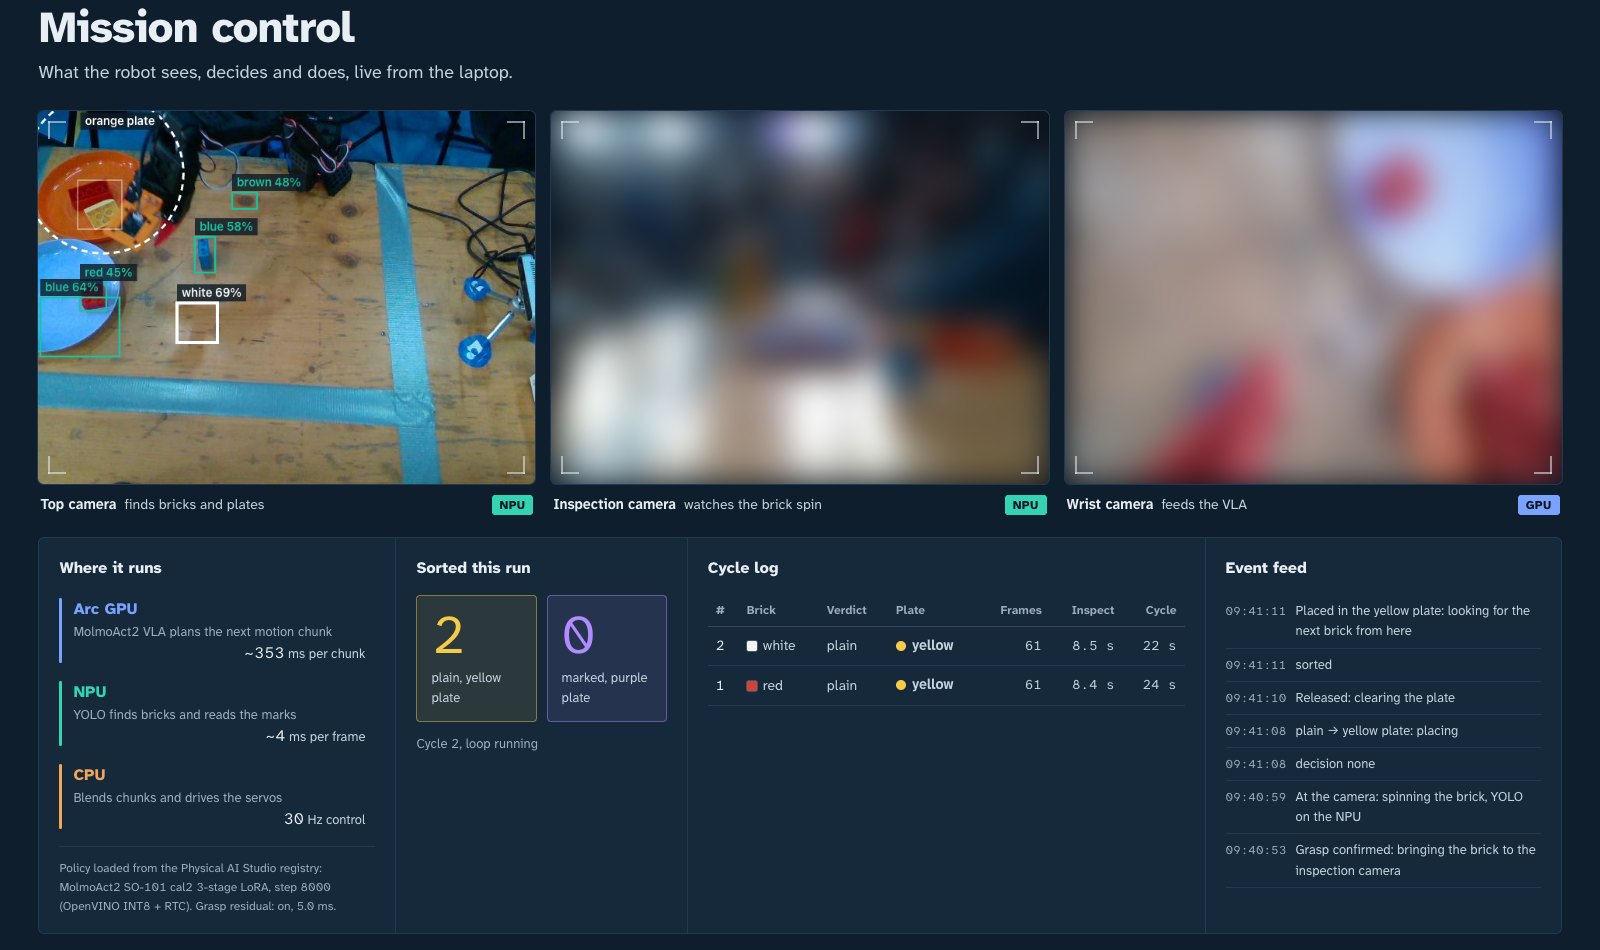 Mission control
What the robot sees, decides and does, live from the laptop.
orange plate
brown 48%
blue 58%
red 45%
blue 64%
white 69%
Top camera finds bricks and plates NPU
Inspection camera watches the brick spin NPU
Wrist camera feeds the VLA GPU
Where it runs
Arc GPU
MolmoAct2 VLA plans the next motion chunk
~353 ms per chunk
NPU
YOLO finds bricks and reads the marks
~4 ms per frame
CPU
Blends chunks and drives the servos
30 Hz control
Policy loaded from the Physical AI Studio registry:
MolmoAct2 SO-101 cal2 3-stage LoRA, step 8000
(OpenVINO INT8 + RTC). Grasp residual: on, 5.0 ms.
Sorted this run
2
plain, yellow
plate
0
marked, purple
plate
Cycle 2, loop running
Cycle log
# Brick Verdict Plate Frames Inspect Cycle
2 white plain yellow 61 8.5 s 22 s
1 red plain yellow 61 8.4 s 24 s
Event feed
09:41:11 Placed in the yellow plate: looking for the
next brick from here
09:41:11 sorted
09:41:10 Released: clearing the plate
09:41:08 plain → yellow plate: placing
09:41:08 decision none
09:40:59 At the camera: spinning the brick, YOLO
on the NPU
09:40:53 Grasp confirmed: bringing the brick to the
inspection camera